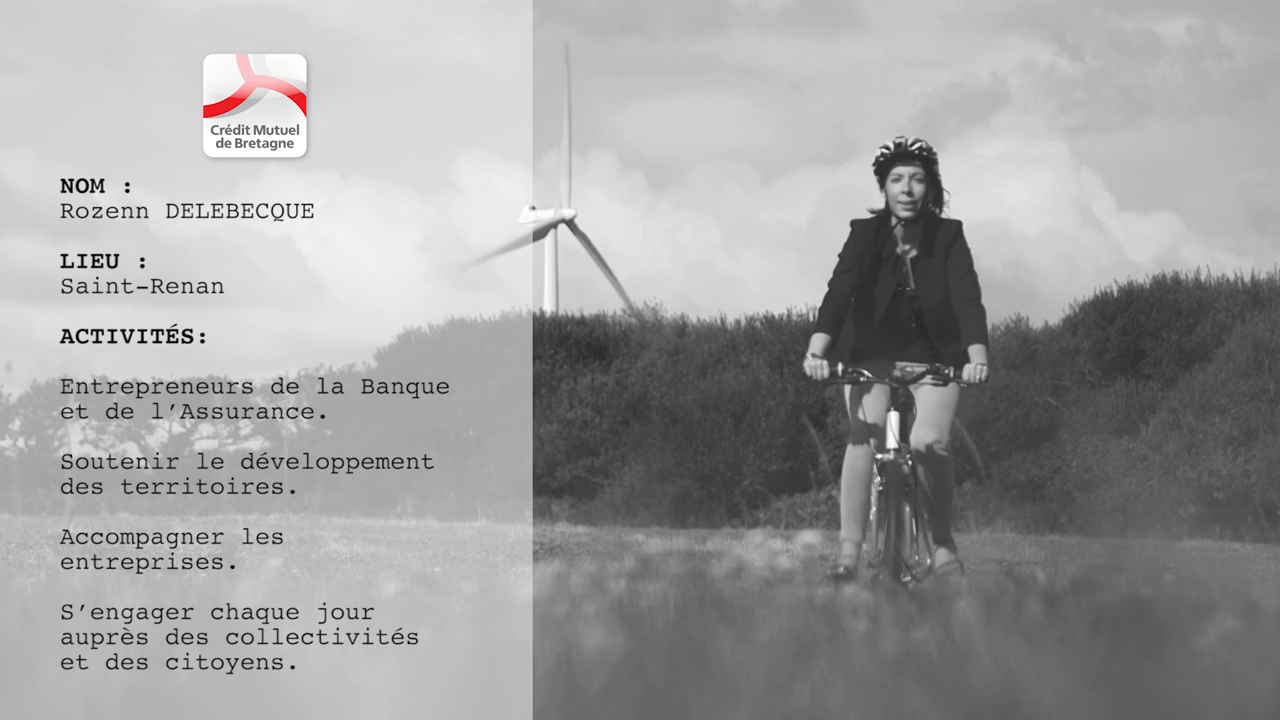 Crédit Mutuel
de Bretagne
NOM :
Rozenn DELEBECQUE
LIEU :
Saint-Renan
ACTIVITÉS:
Entrepreneurs de la Banque
et de l’Assurance.
Soutenir le développement
des territoires.
Accompagner les
entreprises.
S’engager chaque jour
auprès des collectivités
et des citoyens.